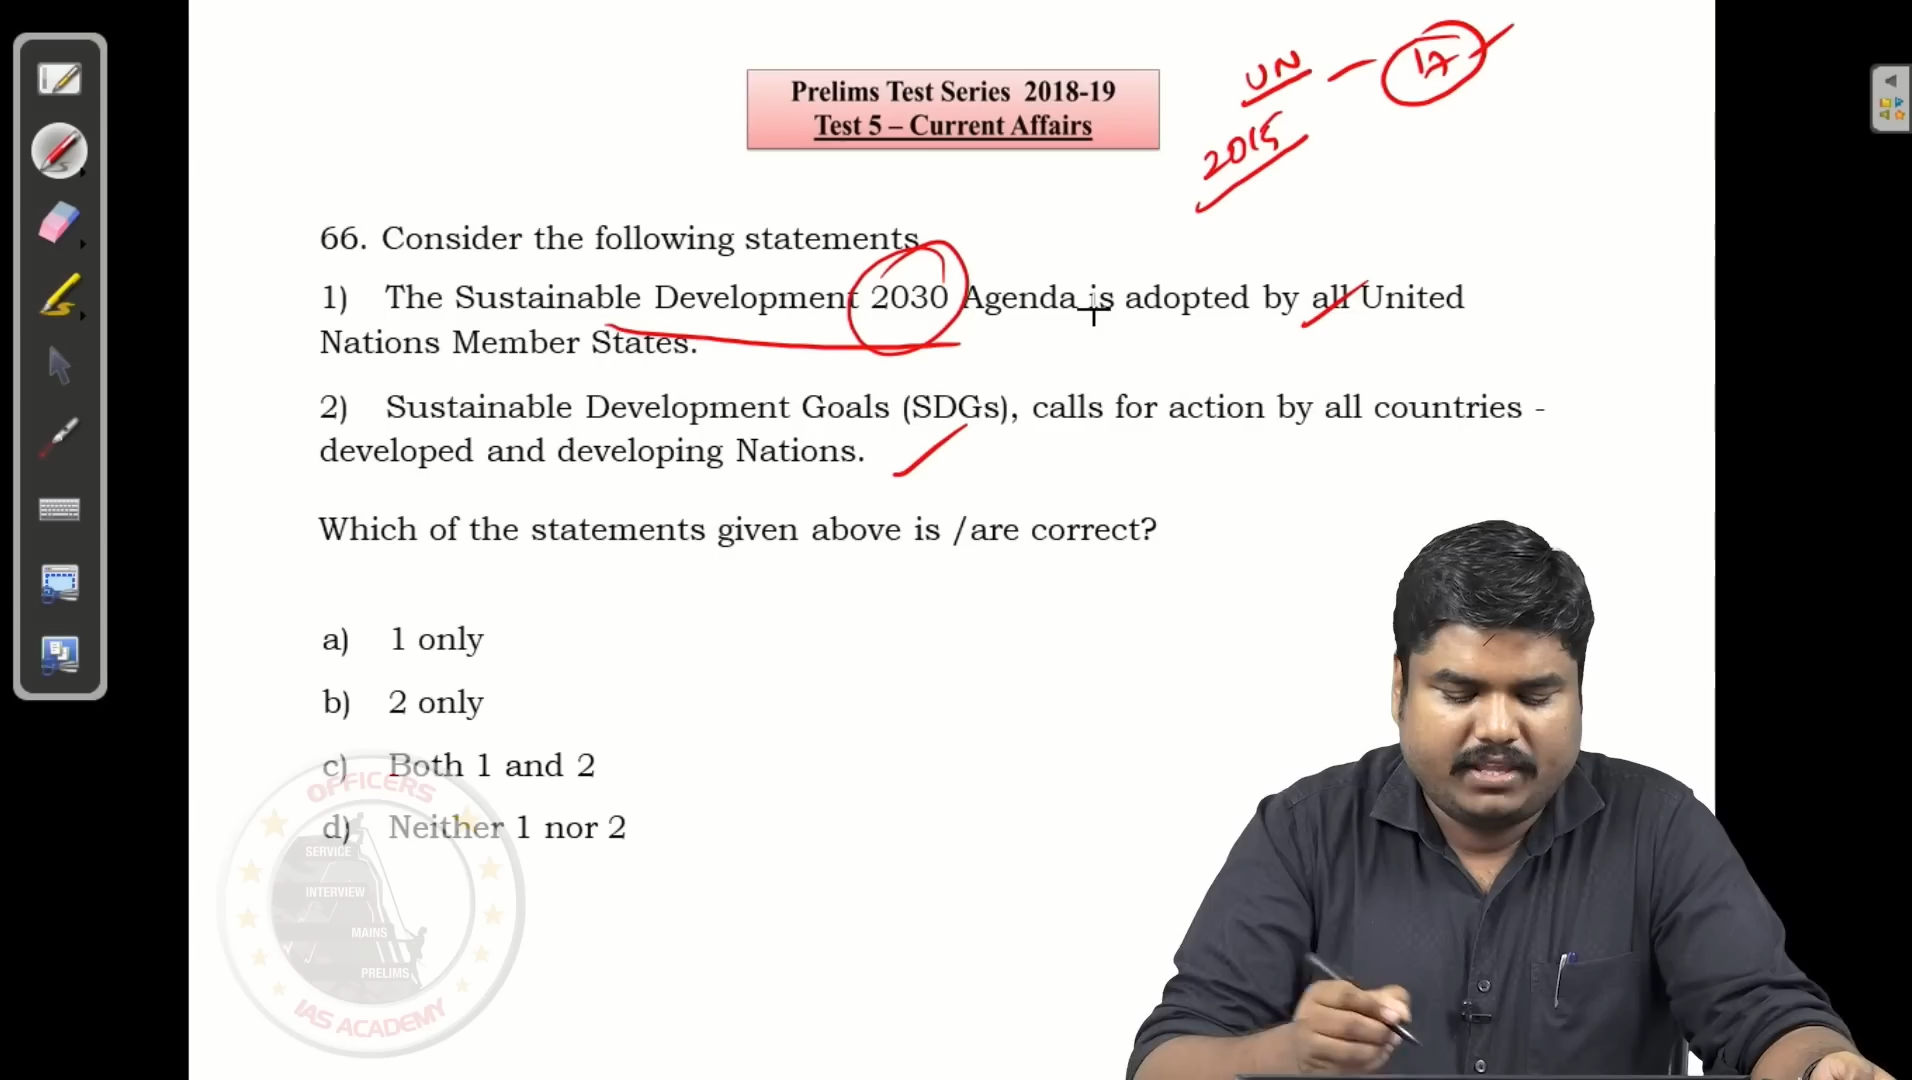 Prelims Test Series 2018-19
Test 5 – Current Affairs
UN – 17
2015
66. Consider the following statements
1) The Sustainable Development 2030 Agenda is adopted by all United
Nations Member States.
2) Sustainable Development Goals (SDGs), calls for action by all countries -
developed and developing Nations.
Which of the statements given above is /are correct?
a) 1 only
b) 2 only
c) Both 1 and 2
d) Neither 1 nor 2
OFFICERS
SERVICE
INTERVIEW
MAINS
PRELIMS
IAS ACADEMY